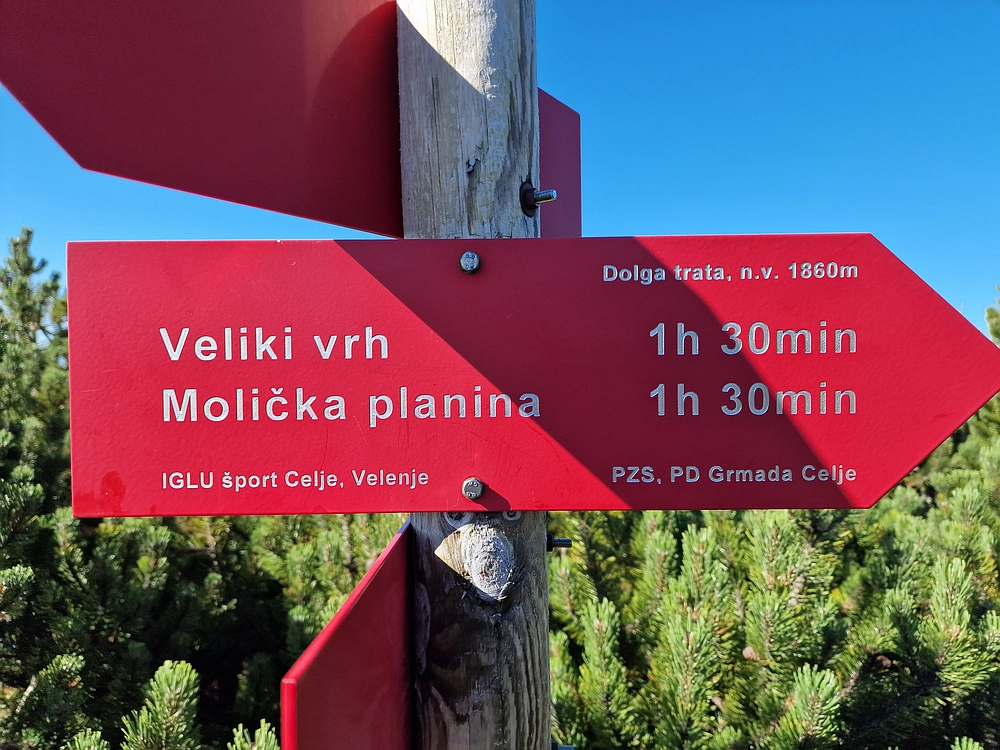 Dolga trata, n.v. 1860m
Veliki vrh 1h 30min
Molička planina 1h 30min
IGLU šport Celje, Velenje PZS, PD Grmada Celje